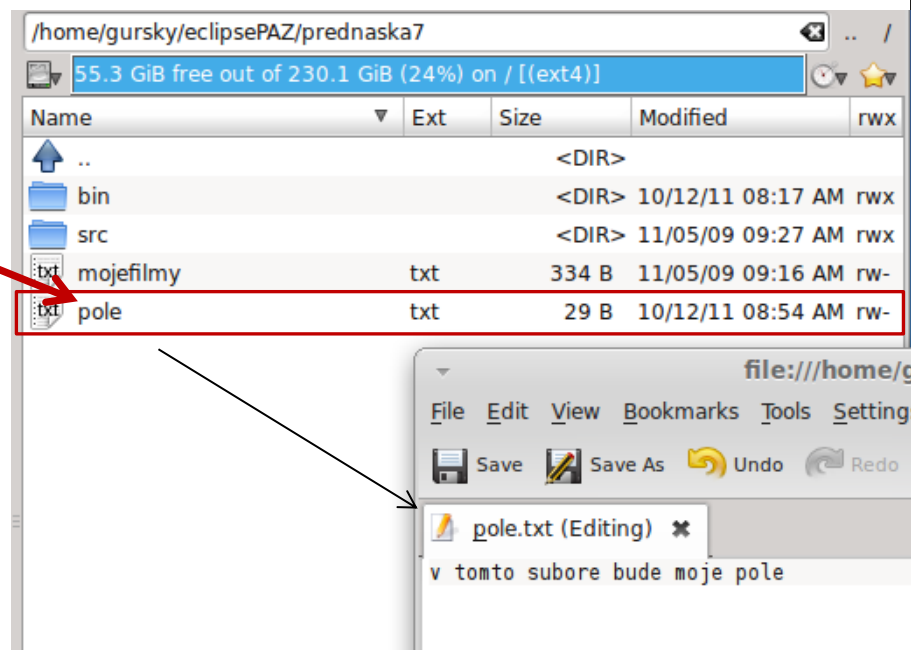 /home/gursky/eclipsePAZ/prednaska7 .. /
55.3 GiB free out of 230.1 GiB (24%) on / [(ext4)]
Name Ext Size Modified rwx
.. <DIR>
bin <DIR> 10/12/11 08:17 AM rwx
src <DIR> 11/05/09 09:27 AM rwx
txt mojefilmy txt 334 B 11/05/09 09:16 AM rw-
txt pole txt 29 B 10/12/11 08:54 AM rw-
file:///home/g
File Edit View Bookmarks Tools Setting
Save Save As Undo Redo
pole.txt (Editing)
v tomto subore bude moje pole